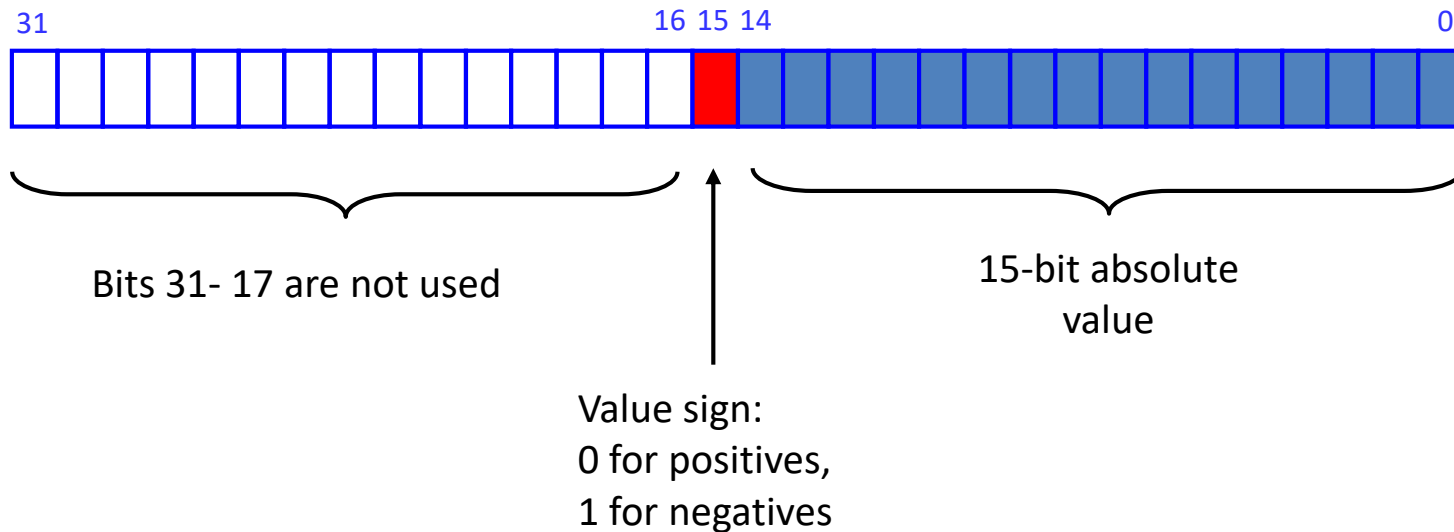 31 16 15 14 0
Bits 31- 17 are not used
15-bit absolute
value
Value sign:
0 for positives,
1 for negatives